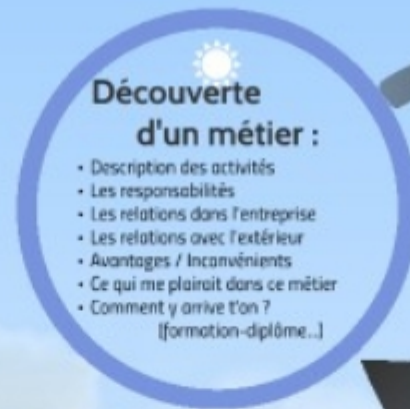 Découverte
d'un métier :
• Description des activités
• Les responsabilités
• Les relations dans l'entreprise
• Les relations avec l'extérieur
• Avantages / Inconvénients
• Ce qui me plairait dans ce métier
• Comment y arrive t'on ?
[formation-diplôme...]